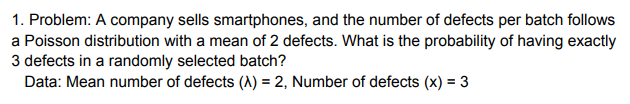 1. Problem: A company sells smartphones, and the number of defects per batch follows
a Poisson distribution with a mean of 2 defects. What is the probability of having exactly
3 defects in a randomly selected batch?
Data: Mean number of defects (λ) = 2, Number of defects (x) = 3